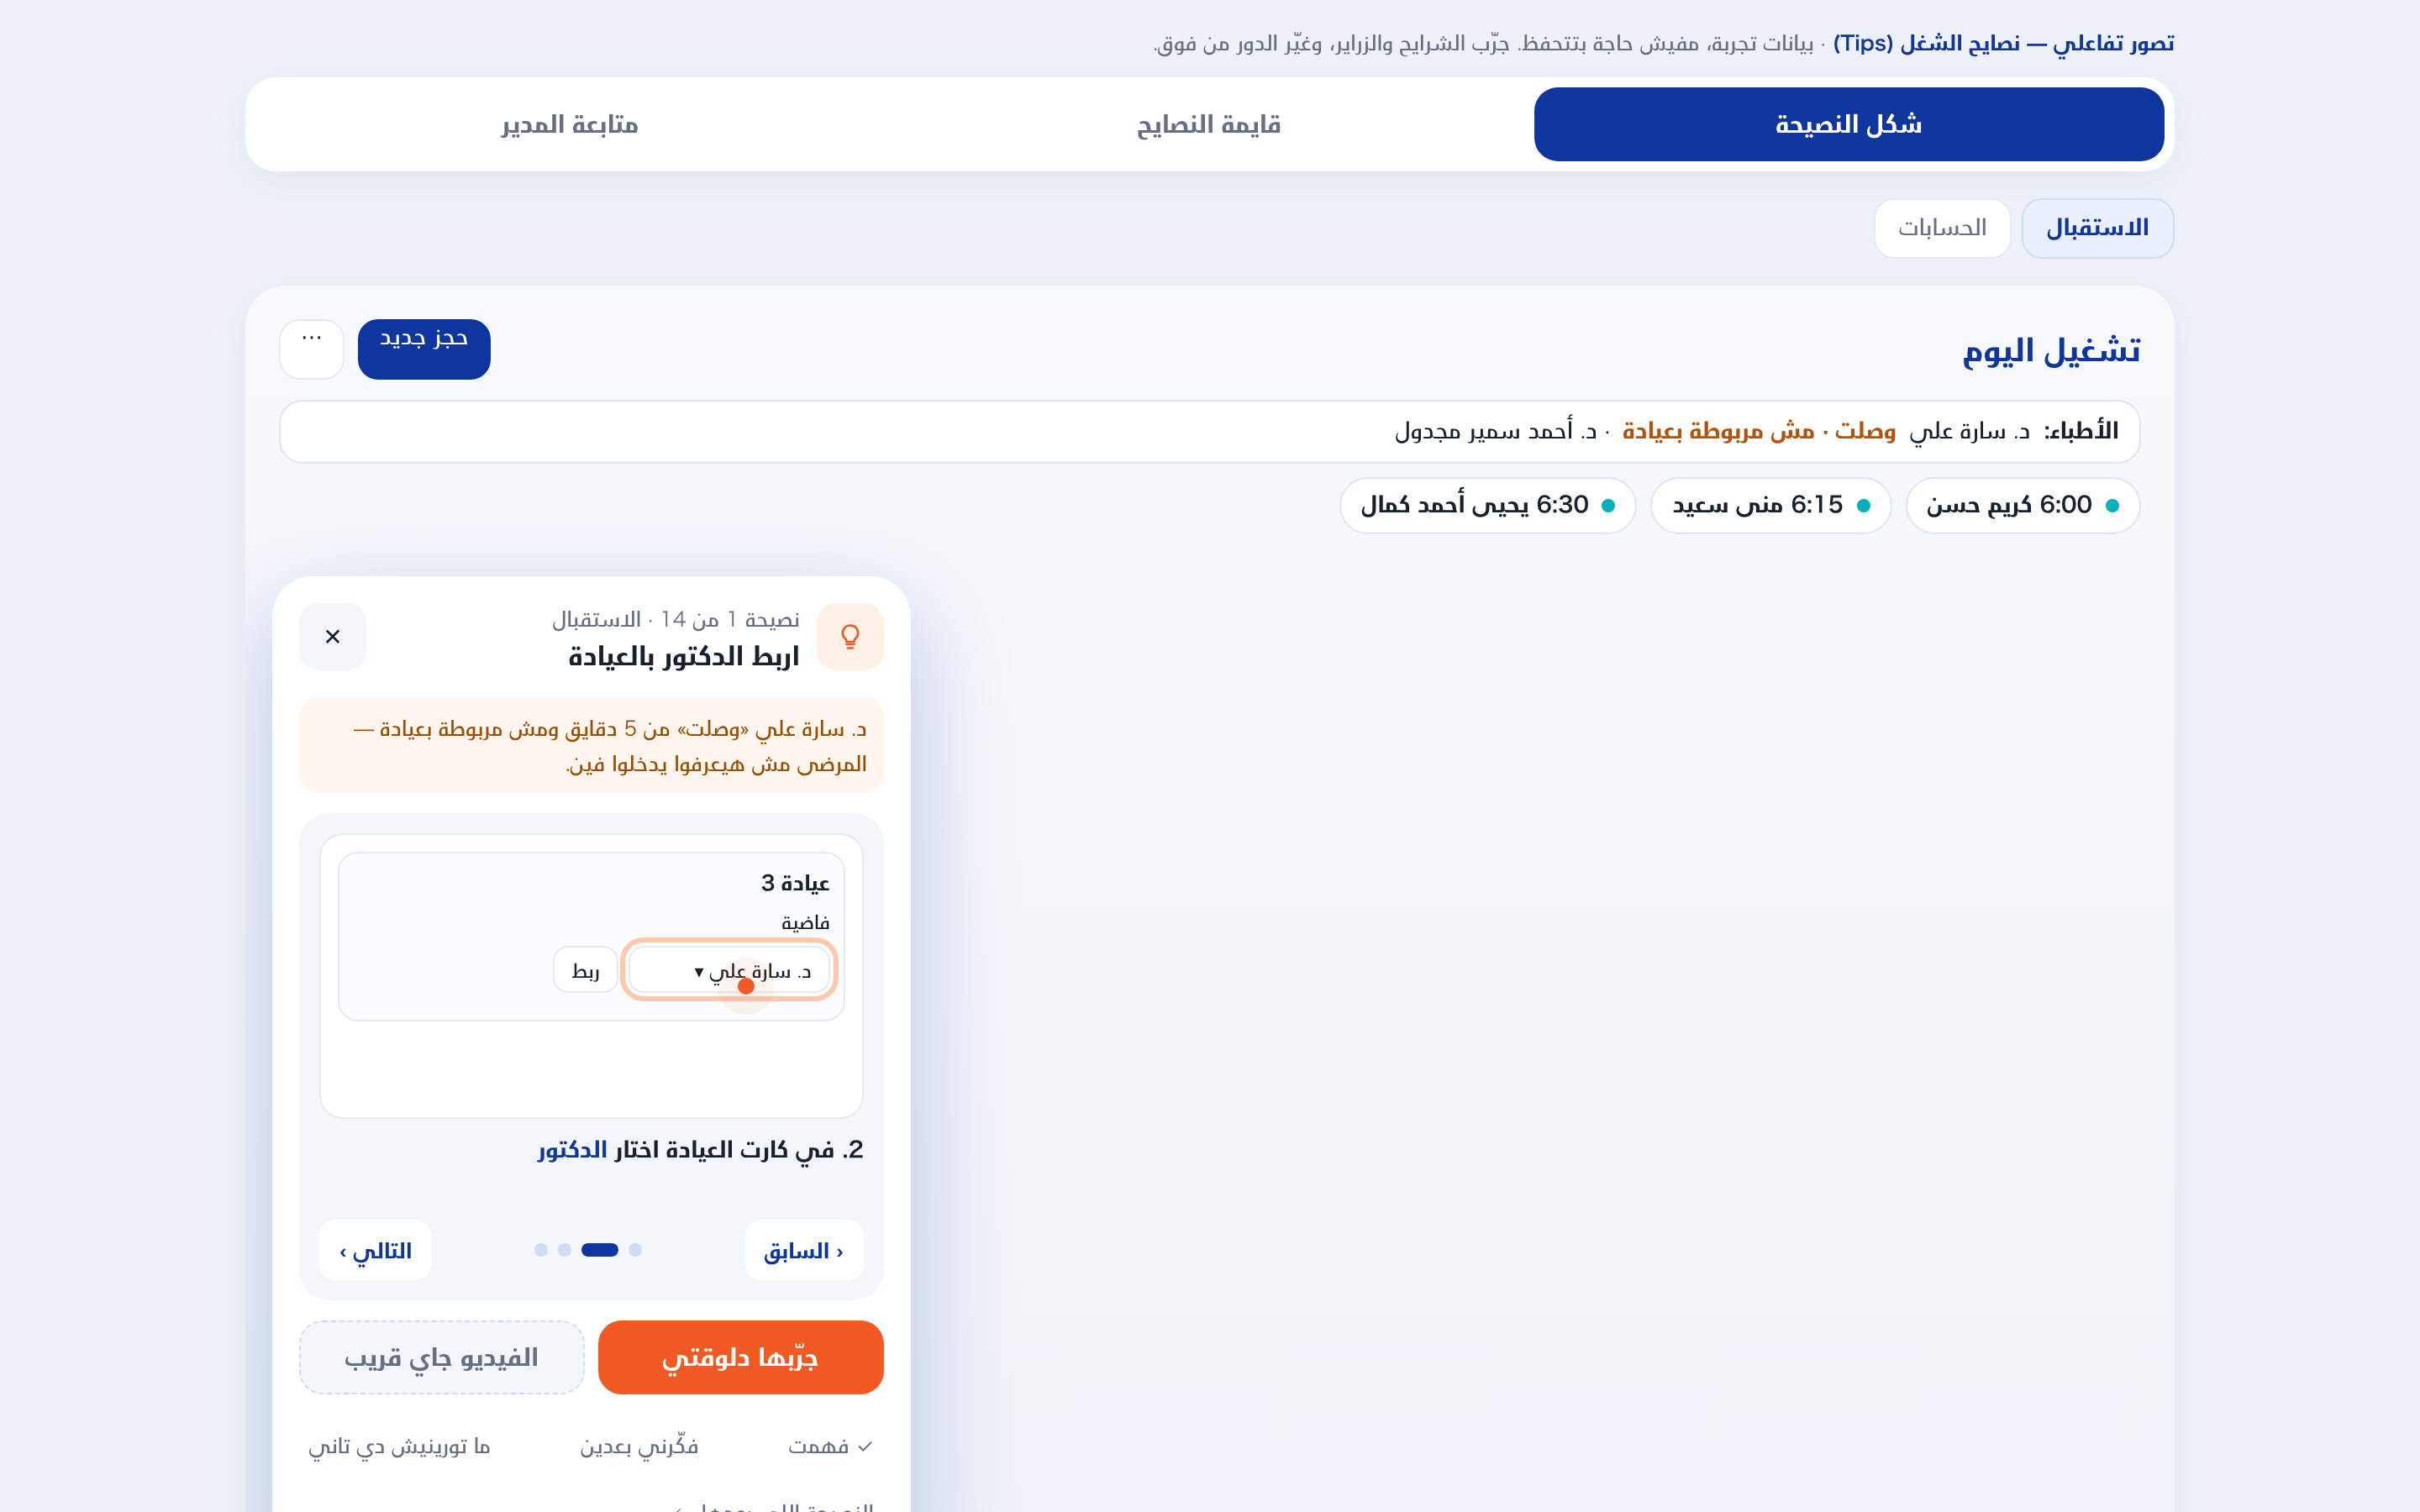 تصور تفاعلي — نصايح الشغل (Tips) · بيانات تجربة، مفيش حاجة بتتحفظ. جرّب الشرايح والزراير، وغيّر الدور من فوق.
شكل النصيحة
قايمة النصايح
متابعة المدير
الاستقبال
الحسابات
تشغيل اليوم
حجز جديد
⋯
الأطباء: د. سارة علي وصلت · مش مربوطة بعيادة · د. أحمد سمير مجدول
6:00 كريم حسن
6:15 منى سعيد
6:30 يحيى أحمد كمال
نصيحة 1 من 14 · الاستقبال
اربط الدكتور بالعيادة
✕
د. سارة علي «وصلت» من 5 دقايق ومش مربوطة بعيادة —
المرضى مش هيعرفوا يدخلوا فين.
عيادة 3
فاضية
د. سارة علي ▾
ربط
2. في كارت العيادة اختار الدكتور
‹ السابق
التالي ›
جرّبها دلوقتي
الفيديو جاي قريب
✓ فهمت
فكّرني بعدين
ما تورينيش دي تاني